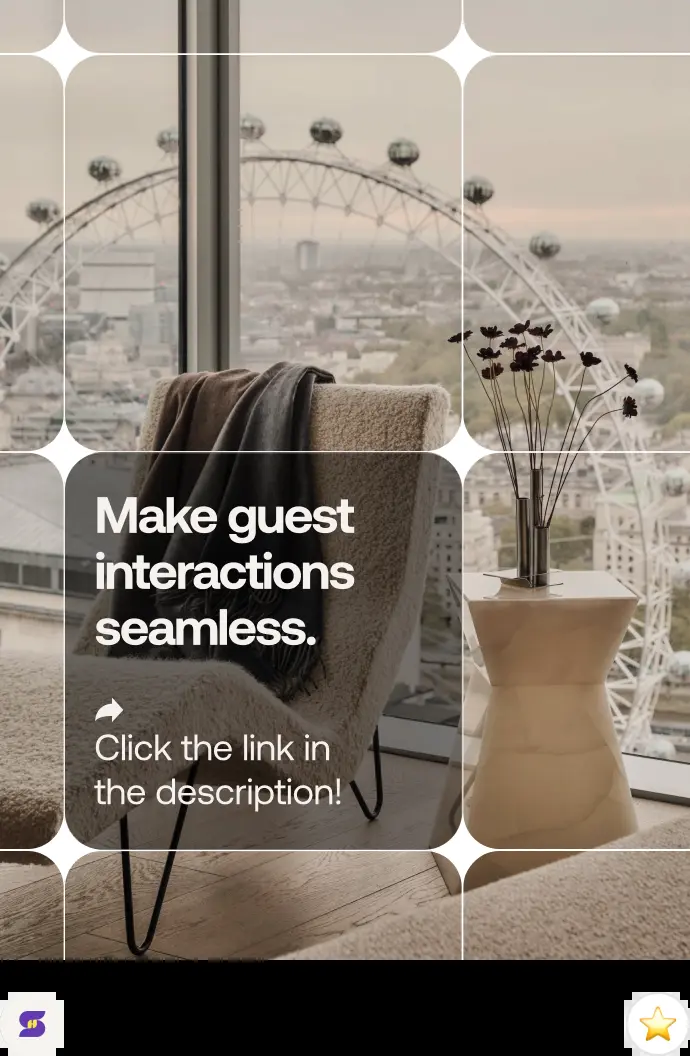 Make guest
interactions
seamless.
Click the link in
the description!